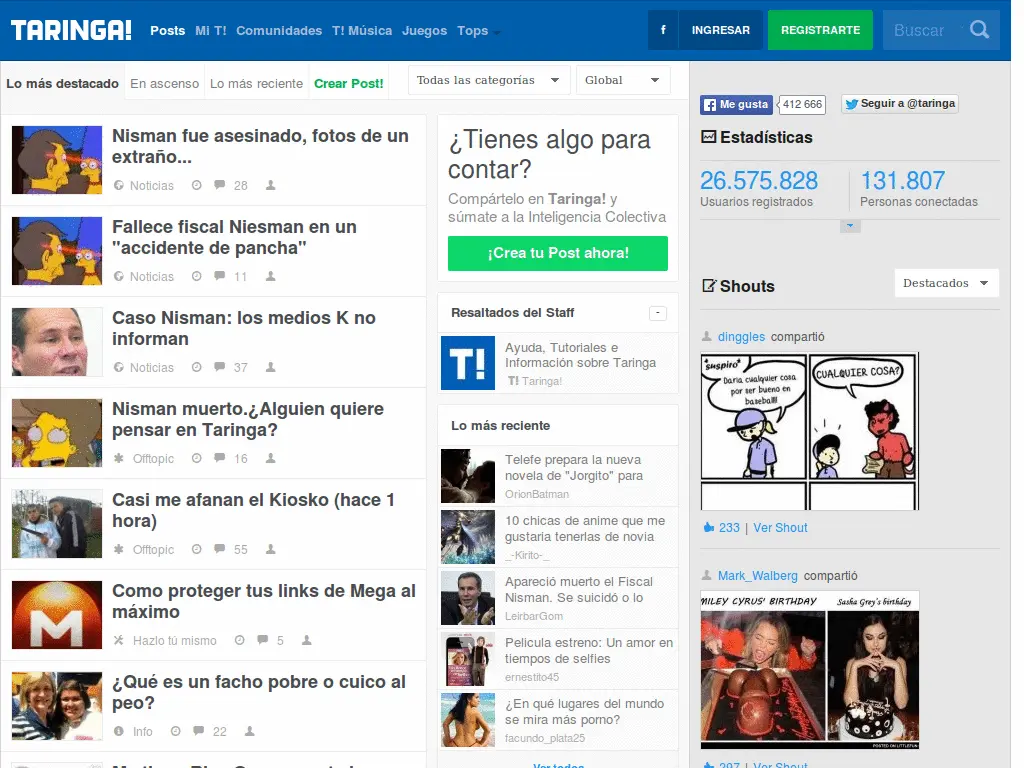 TARINGA!
Posts Mi T! Comunidades T! Música Juegos Tops
f INGRESAR REGISTRARTE Buscar
Lo más destacado En ascenso Lo más reciente Crear Post! Todas las categorías Global
Nisman fue asesinado, fotos de un
extraño...
Noticias 28
Fallece fiscal Niesman en un
"accidente de pancha"
Noticias 11
Caso Nisman: los medios K no
informan
Noticias 37
Nisman muerto.¿Alguien quiere
pensar en Taringa?
Offtopic 16
Casi me afanan el Kiosko (hace 1
hora)
Offtopic 55
Como proteger tus links de Mega al
máximo
Hazlo tú mismo 5
¿Qué es un facho pobre o cuico al
peo?
Info 22
¿Tienes algo para
contar?
Compártelo en Taringa! y
súmate a la Inteligencia Colectiva
¡Crea tu Post ahora!
Resaltados del Staff -
T!
Ayuda, Tutoriales e
Información sobre Taringa
T! Taringa!
Lo más reciente
Telefe prepara la nueva
novela de "Jorgito" para
OrionBatman
10 chicas de anime que me
gustaria tenerlas de novia
_-Kirito-_
Apareció muerto el Fiscal
Nisman. Se suicidó o lo
LeirbarGom
Pelicula estreno: Un amor en
tiempos de selfies
ernestito45
¿En qué lugares del mundo
se mira más porno?
facundo_plata25
Ver todos
Me gusta 412 666 Seguir a @taringa
Estadísticas
26.575.828 131.807
Usuarios registrados Personas conectadas
Shouts Destacados
dinggles compartió
*suspiro*
Daria cualquier cosa
por ser bueno en
baseball!
CUALQUIER COSA?
233 | Ver Shout
Mark_Walberg compartió
MILEY CYRUS' BIRTHDAY Sasha Grey's birthday
POSTED ON LITTLEFUN
297 | Ver Shout